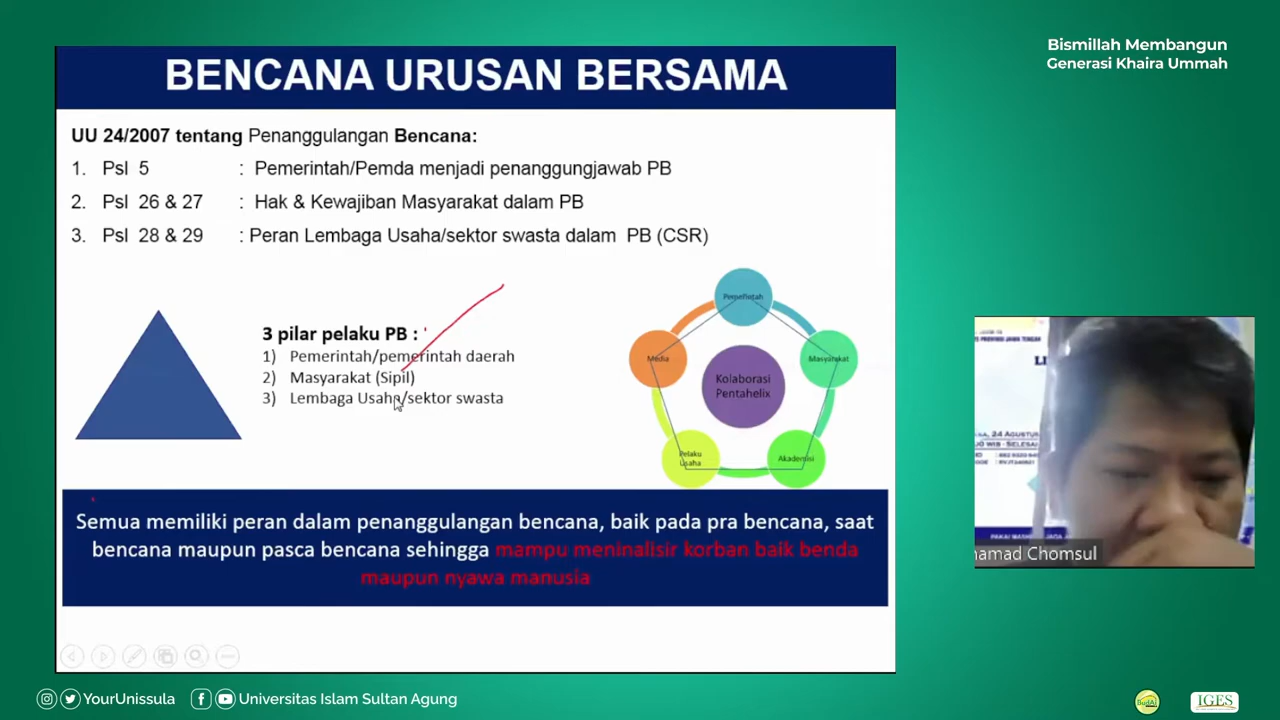 Bismillah Membangun
Generasi Khaira Ummah
BENCANA URUSAN BERSAMA
UU 24/2007 tentang Penanggulangan Bencana:
1. Psl 5 : Pemerintah/Pemda menjadi penanggungjawab PB
2. Psl 26 & 27 : Hak & Kewajiban Masyarakat dalam PB
3. Psl 28 & 29 : Peran Lembaga Usaha/sektor swasta dalam PB (CSR)
3 pilar pelaku PB :
1) Pemerintah/pemerintah daerah
2) Masyarakat (Sipil)
3) Lembaga Usaha/sektor swasta
Pemerintah
Media
Masyarakat
Kolaborasi
Pentahelix
Pelaku
Usaha
Akademisi
Semua memiliki peran dalam penanggulangan bencana, baik pada pra bencana, saat
bencana maupun pasca bencana sehingga mampu meninalisir korban baik benda
maupun nyawa manusia
24 AGUSTU
WIB - SELESAI
hamad Chomsul
YourUnissula
Universitas Islam Sultan Agung
IGES